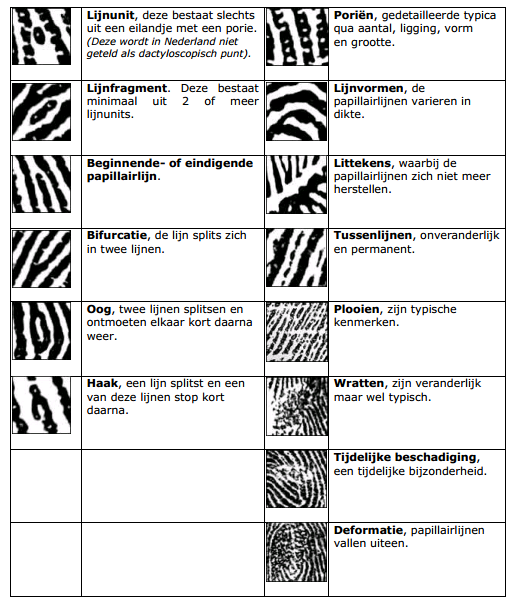 Lijnunit, deze bestaat slechts
uit een eilandje met een porie.
(Deze wordt in Nederland niet
geteld als dactyloscopisch punt).
Poriën, gedetailleerde typica
qua aantal, ligging, vorm
en grootte.
Lijnfragment. Deze bestaat
minimaal uit 2 of meer
lijnunits.
Lijnvormen, de
papillairlijnen varieren in
dikte.
Beginnende- of eindigende
papillairlijn.
Littekens, waarbij de
papillairlijnen zich niet meer
herstellen.
Bifurcatie, de lijn splits zich
in twee lijnen.
Tussenlijnen, onveranderlijk
en permanent.
Oog, twee lijnen splitsen en
ontmoeten elkaar kort daarna
weer.
Plooien, zijn typische
kenmerken.
Haak, een lijn splitst en een
van deze lijnen stop kort
daarna.
Wratten, zijn veranderlijk
maar wel typisch.
Tijdelijke beschadiging,
een tijdelijke bijzonderheid.
Deformatie, papillairlijnen
vallen uiteen.